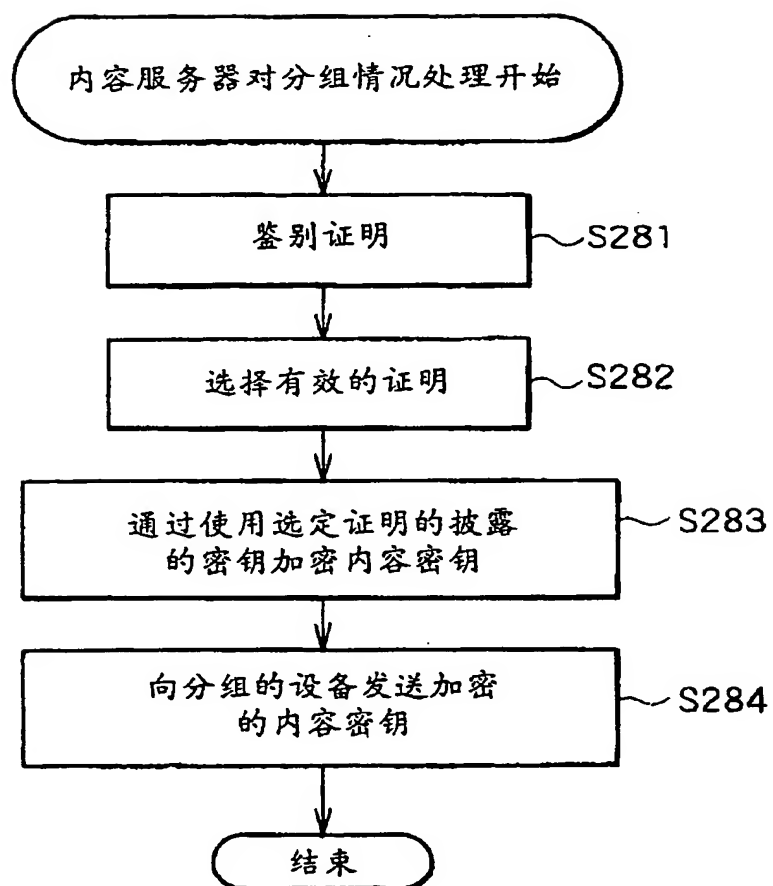 内容服务器对分组情况处理开始
鉴别证明
S281
选择有效的证明
S282
通过使用选定证明的披露
的密钥加密内容密钥
S283
向分组的设备发送加密
的内容密钥
S284
结束